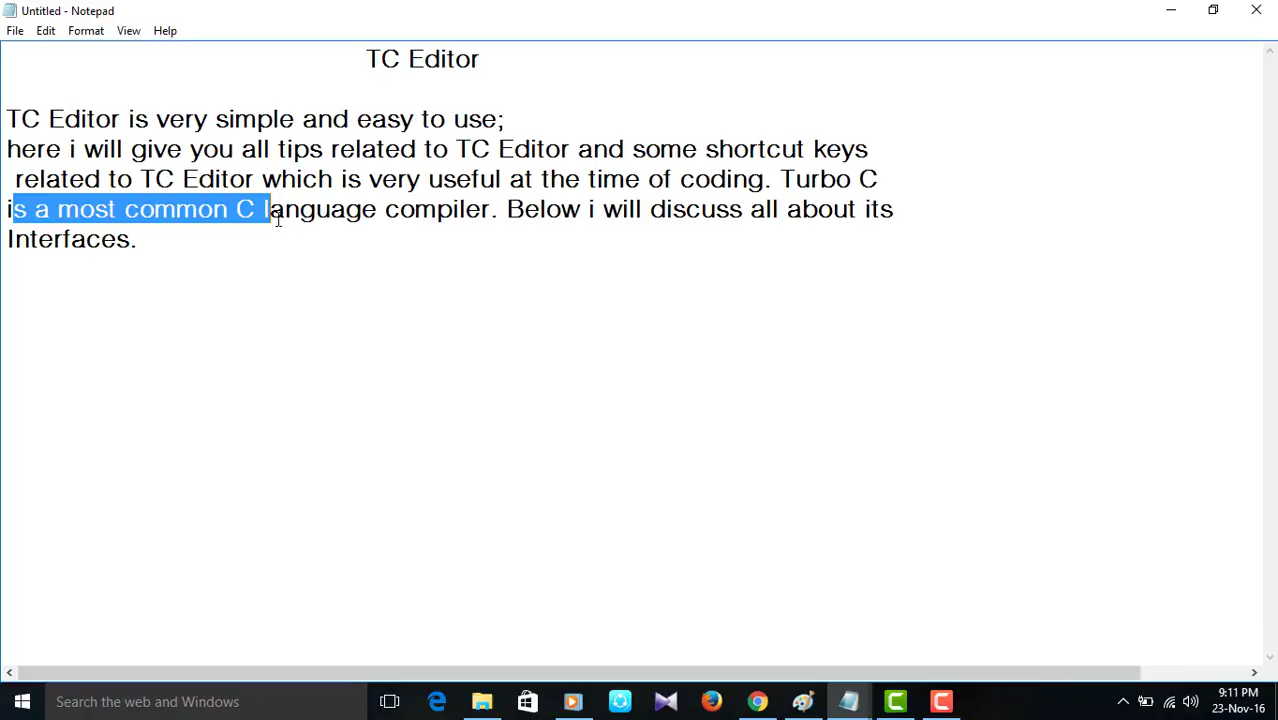 Untitled - Notepad
File Edit Format View Help
TC Editor
TC Editor is very simple and easy to use;
here i will give you all tips related to TC Editor and some shortcut keys
related to TC Editor which is very useful at the time of coding. Turbo C
is a most common C language compiler. Below i will discuss all about its
Interfaces.
Search the web and Windows
9:11 PM
23-Nov-16